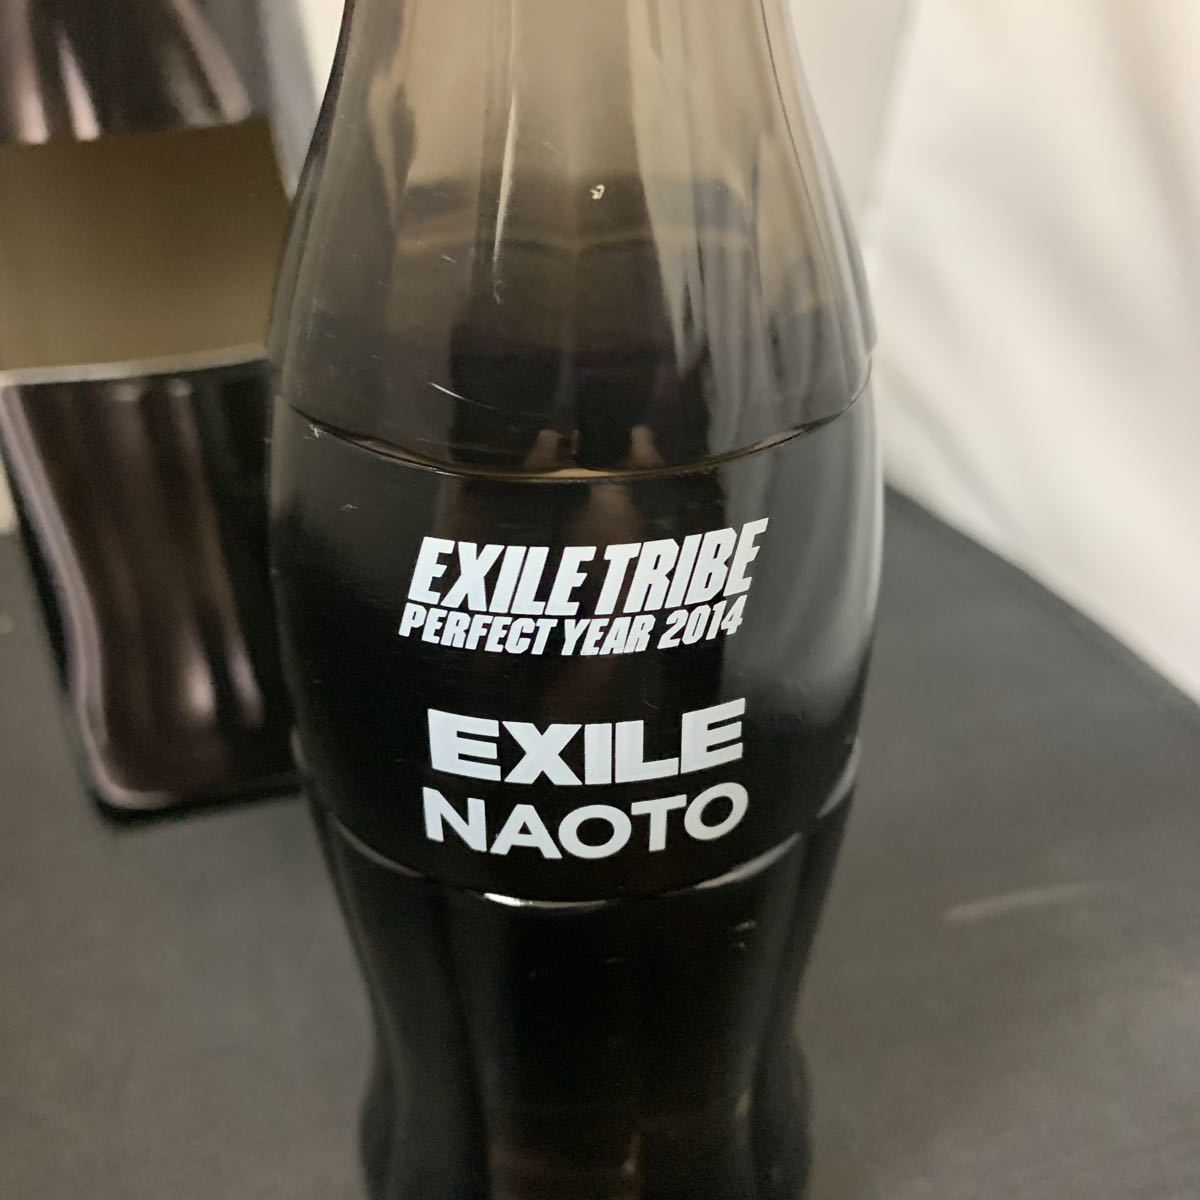 EXILE TRIBE
PERFECT YEAR 2014
EXILE
NAOTO